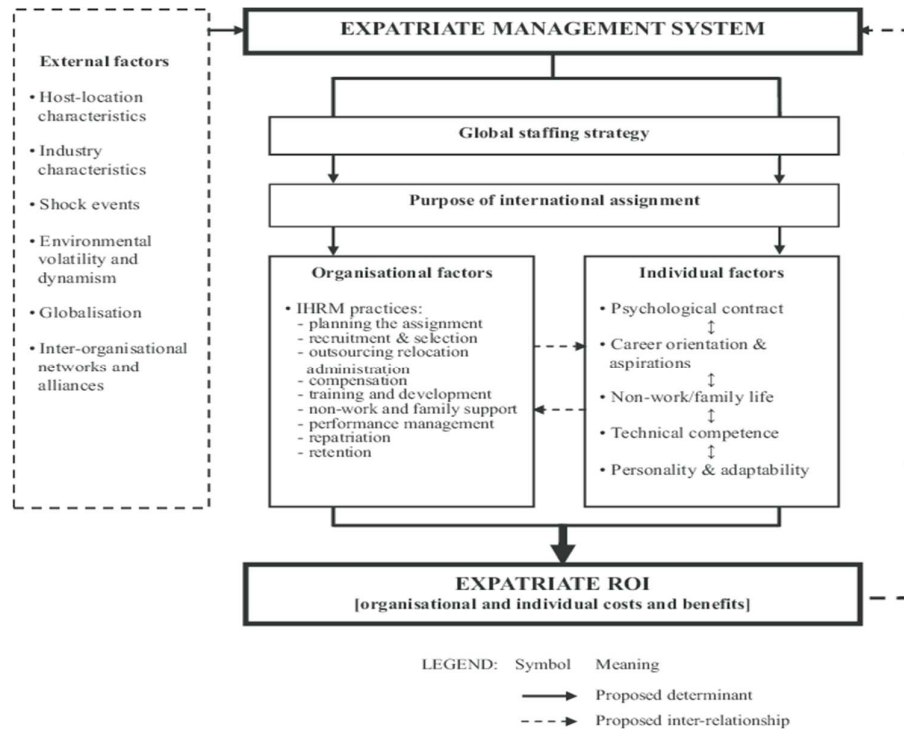 EXPATRIATE MANAGEMENT SYSTEM
External factors
• Host-location
characteristics
• Industry
characteristics
• Shock events
• Environmental
volatility and
dynamism
• Globalisation
• Inter-organisational
networks and
alliances
Global staffing strategy
Purpose of international assignment
Organisational factors
• IHRM practices:
- planning the assignment
- recruitment & selection
- outsourcing relocation
administration
- compensation
- training and development
- non-work and family support
- performance management
- repatriation
- retention
Individual factors
• Psychological contract
↕
• Career orientation &
aspirations
↕
• Non-work/family life
↕
• Technical competence
↕
• Personality & adaptability
EXPATRIATE ROI
[organisational and individual costs and benefits]
LEGEND: Symbol Meaning
Proposed determinant
Proposed inter-relationship